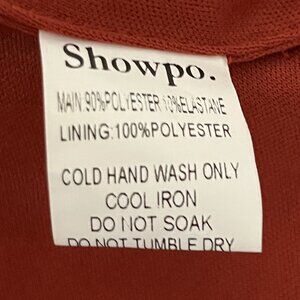 Showpo.
MAIN:90%POLYESTER 10%ELASTANE
LINING:100%POLYESTER
COLD HAND WASH ONLY
COOL IRON
DO NOT SOAK
DO NOT TUMBLE DRY